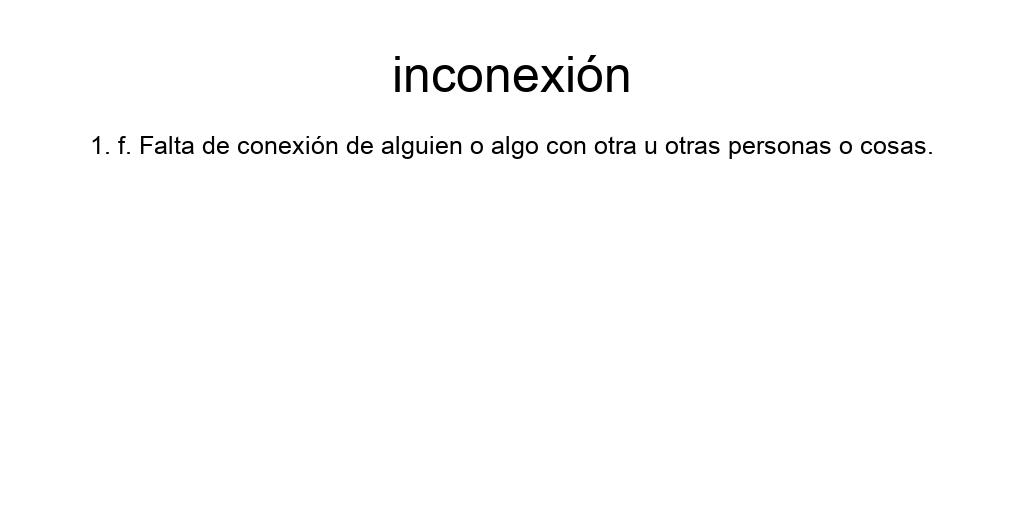 inconexión
1. f. Falta de conexión de alguien o algo con otra u otras personas o cosas.